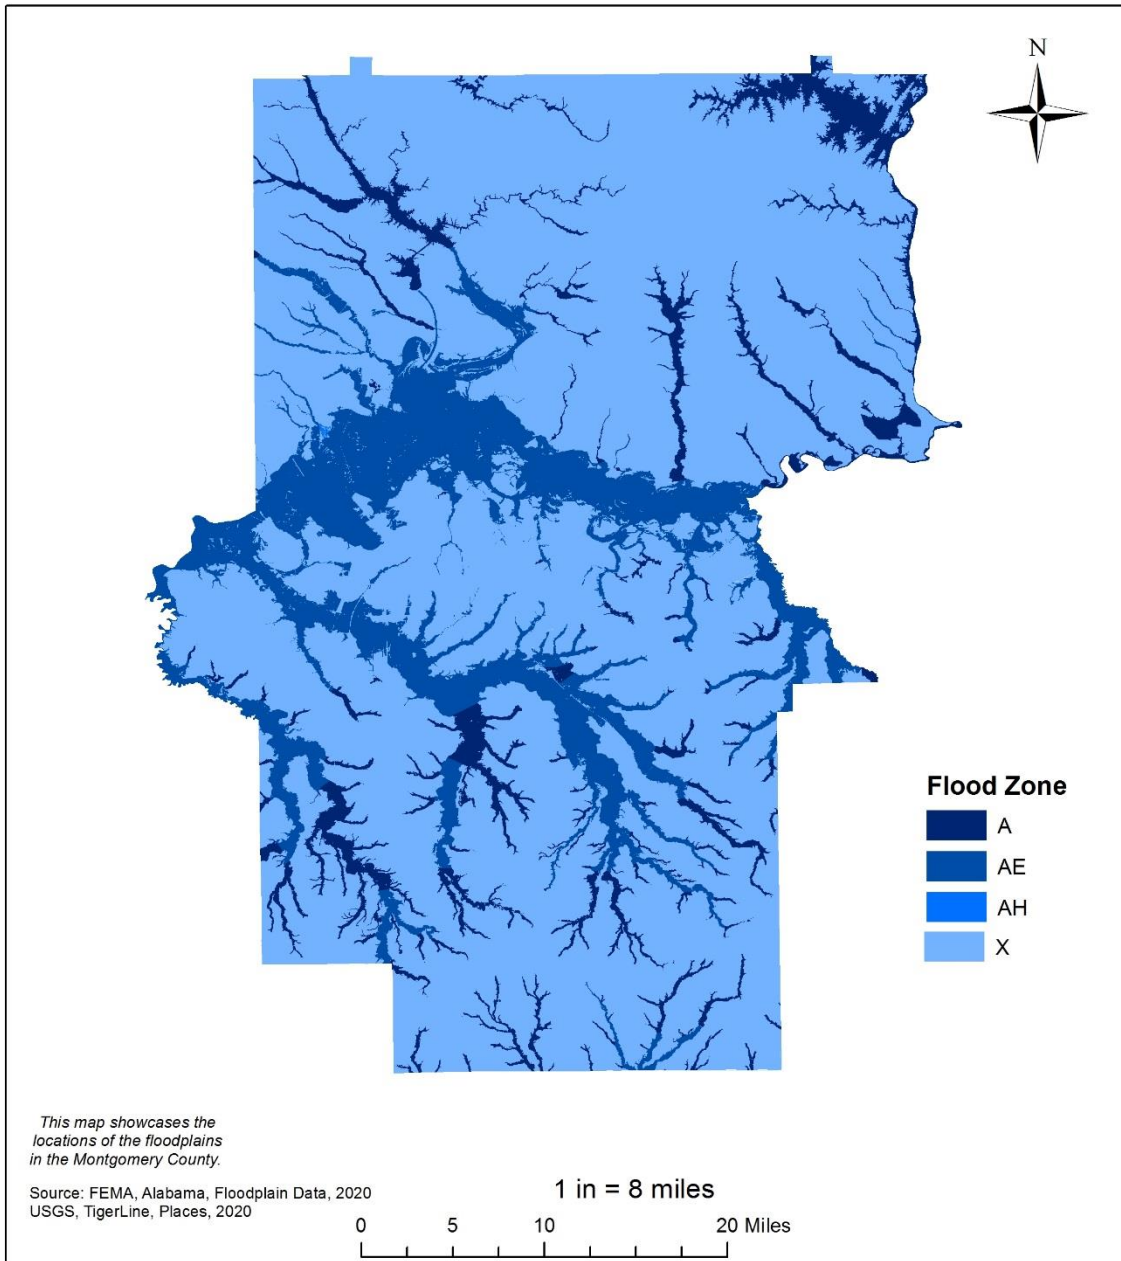 N
Flood Zone
A
AE
AH
X
This map showcases the
locations of the floodplains
in the Montgomery County.
Source: FEMA, Alabama, Floodplain Data, 2020
USGS, TigerLine, Places, 2020
1 in = 8 miles
0 5 10 20 Miles